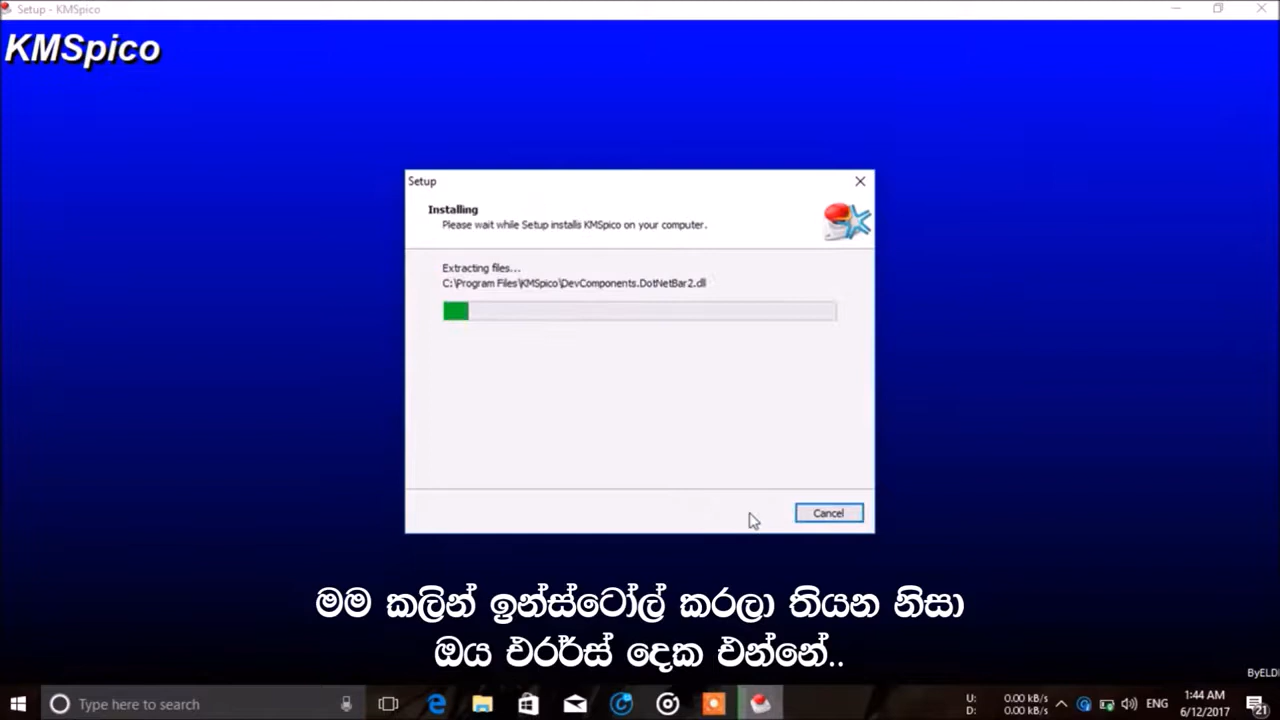 Setup - KMSpico
KMSpico
Setup
Installing
Please wait while Setup installs KMSpico on your computer.
Extracting files...
C:\Program Files\KMSpico\DevComponents.DotNetBar2.dll
Cancel
මම කලින් ඉන්ස්ටෝල් කරලා තියන නිසා
ඔය එරර්ස් දෙක එන්නේ..
ByELDI
Type here to search
U: 0.00 kB/s
D: 0.00 kB/s
ENG
1:44 AM
6/12/2017
21